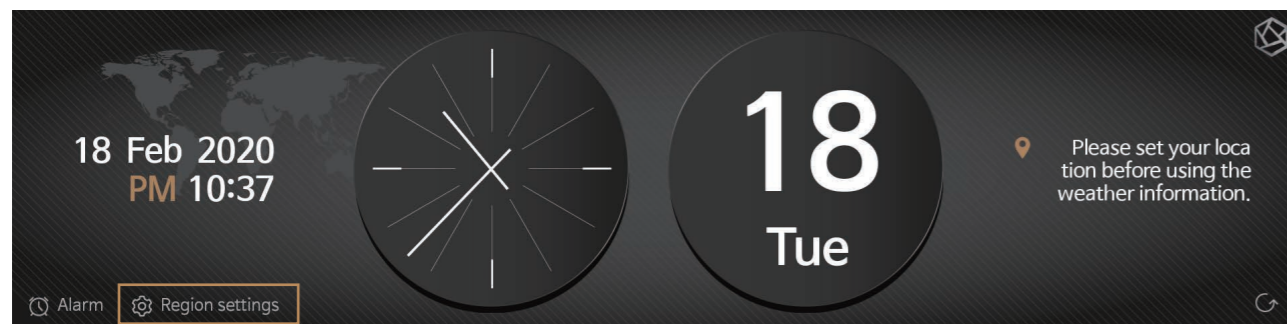 18 Feb 2020
PM 10:37
18
Tue
Please set your loca
tion before using the
weather information.
Alarm
Region settings